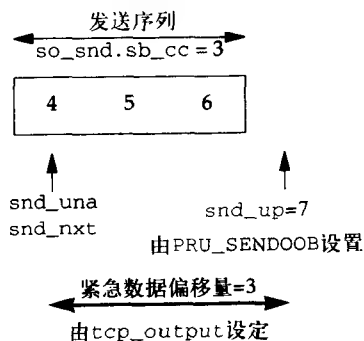 发送序列
so_snd.sb_cc = 3
4 5 6
snd_una
snd_nxt
snd_up=7
由PRU_SENDOOB设置
紧急数据偏移量=3
由tcp_output设定